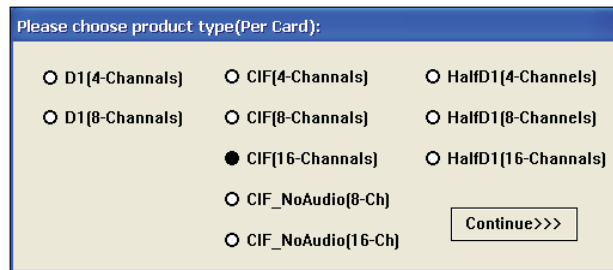 Please choose product type(Per Card):
D1(4-Channals) CIF(4-Channals) HalfD1(4-Channels)
D1(8-Channals) CIF(8-Channals) HalfD1(8-Channels)
CIF(16-Channals) HalfD1(16-Channals)
CIF_NoAudio(8-Ch)
Continue>>>
CIF_NoAudio(16-Ch)